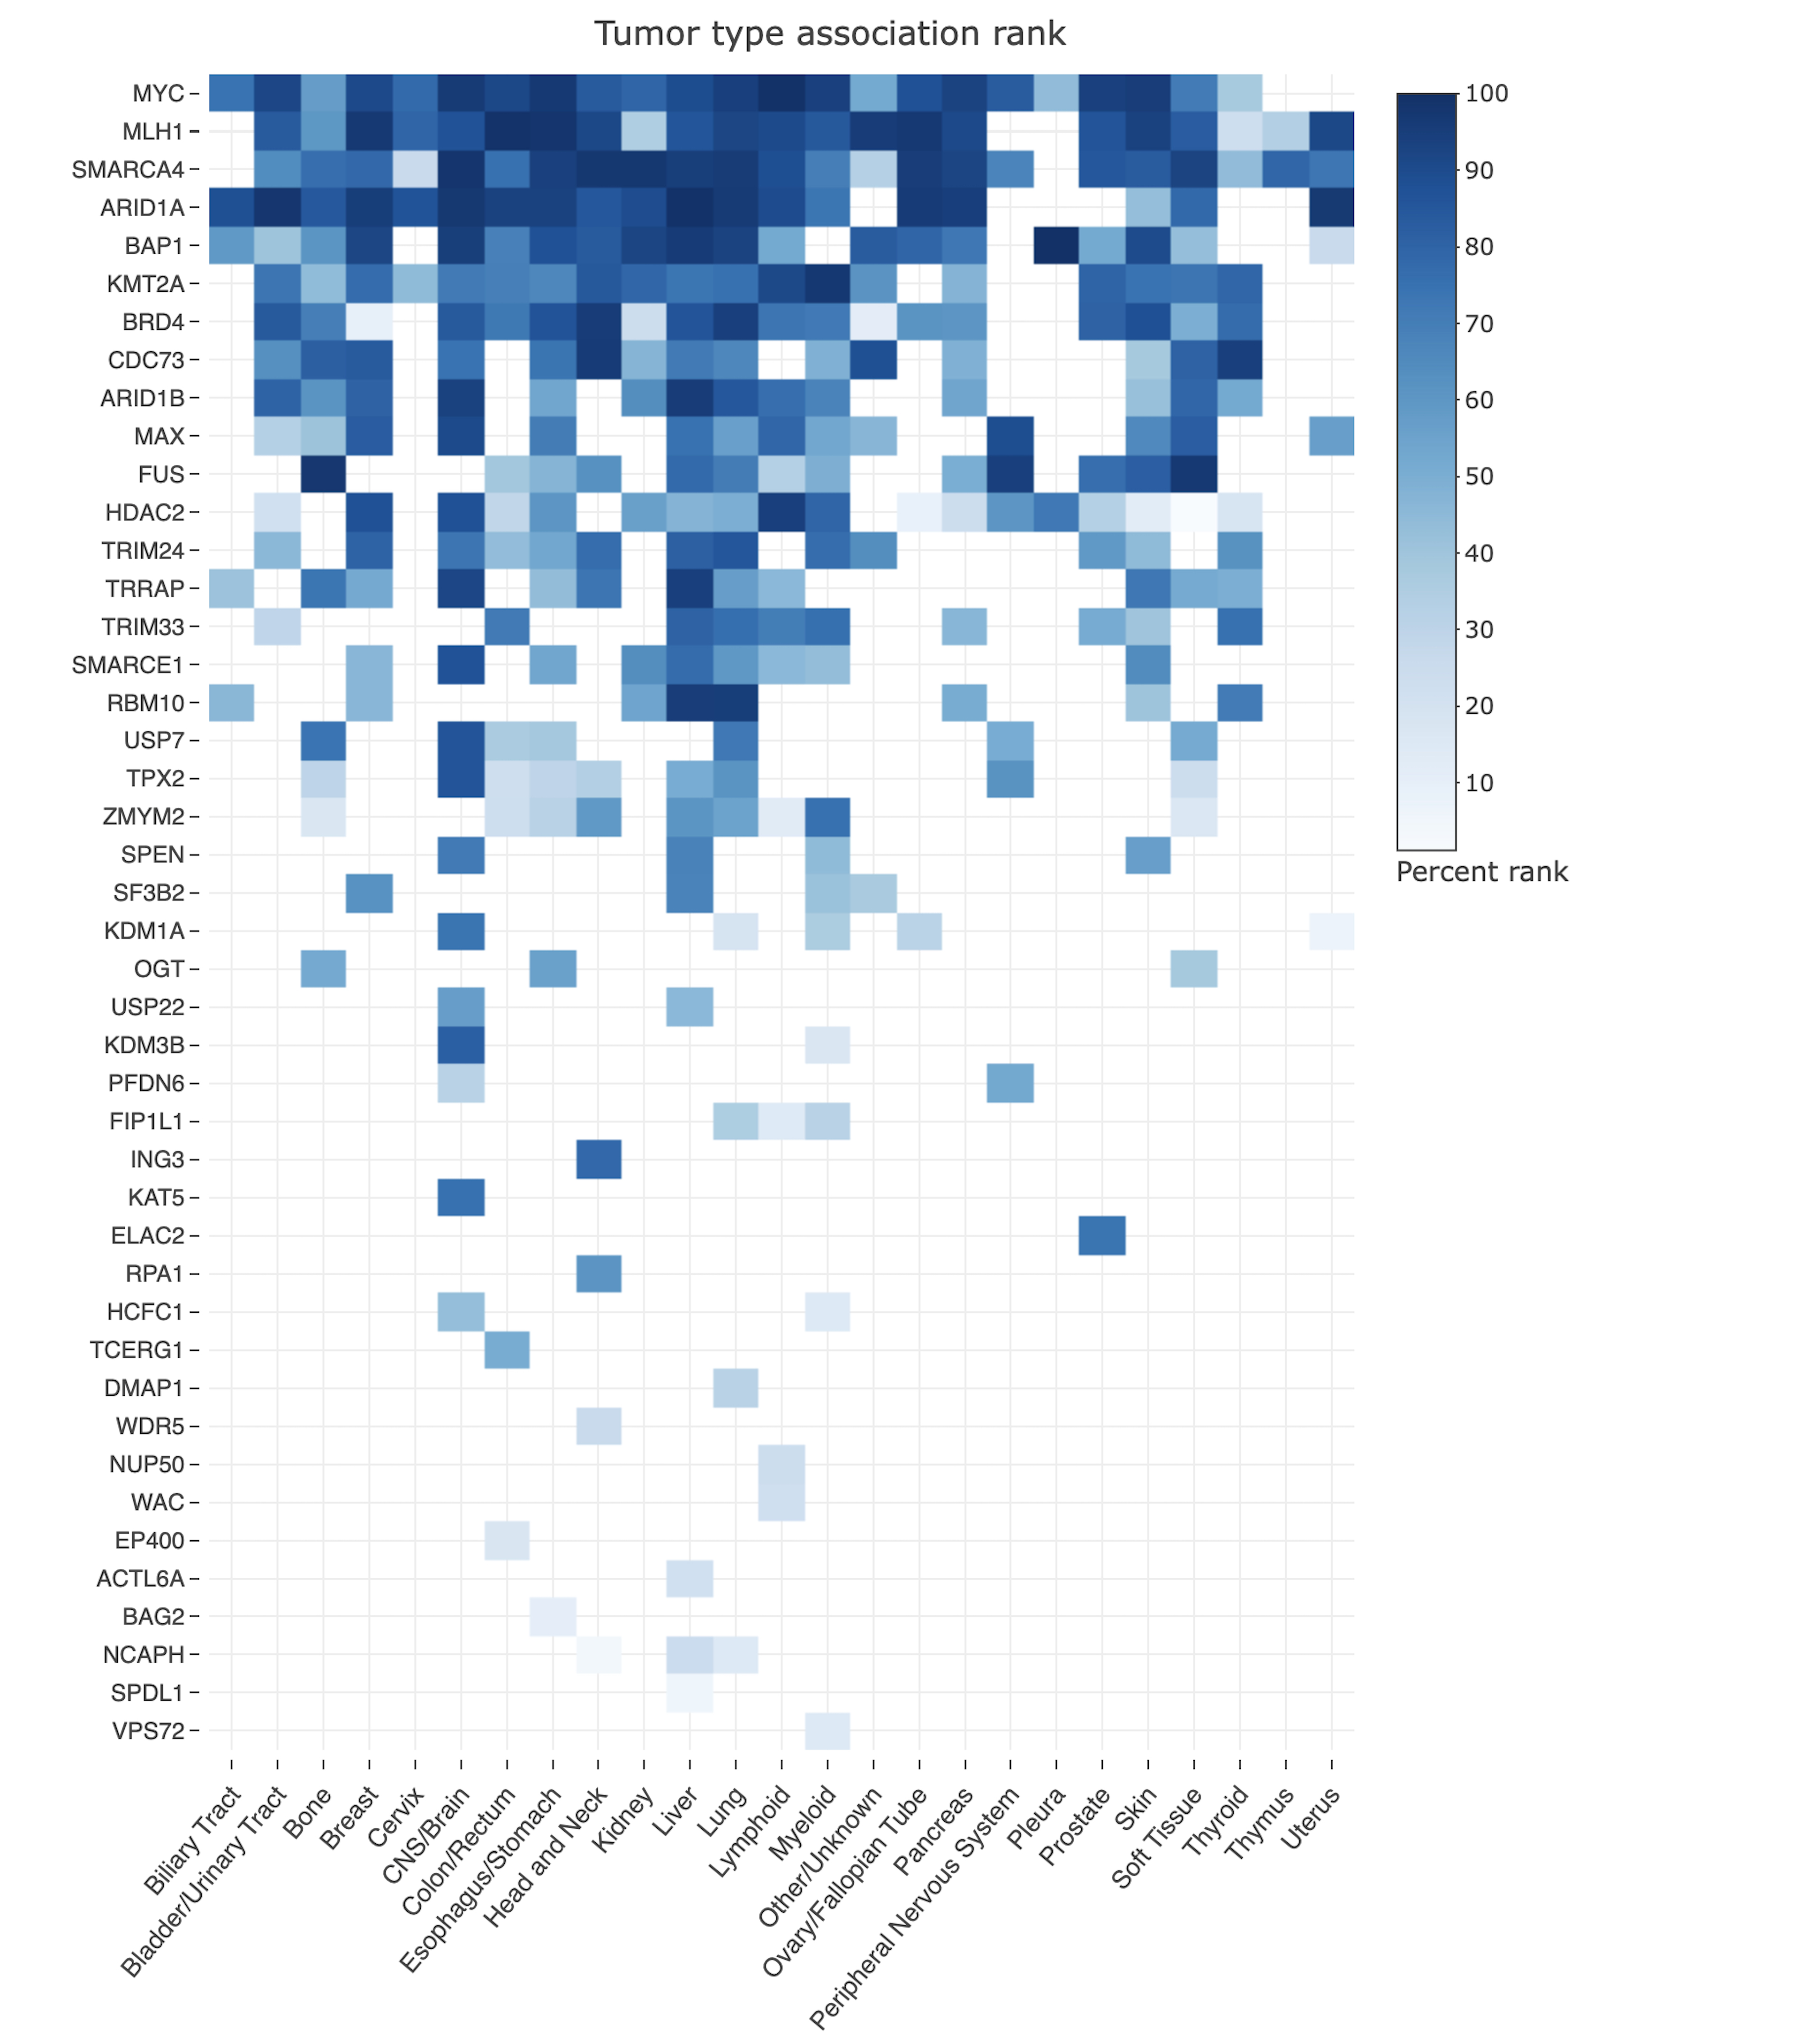 Tumor type association rank
MYC
MLH1
SMARCA4
ARID1A
BAP1
KMT2A
BRD4
CDC73
ARID1B
MAX
FUS
HDAC2
TRIM24
TRRAP
TRIM33
SMARCE1
RBM10
USP7
TPX2
ZMYM2
SPEN
SF3B2
KDM1A
OGT
USP22
KDM3B
PFDN6
FIP1L1
ING3
KAT5
ELAC2
RPA1
HCFC1
TCERG1
DMAP1
WDR5
NUP50
WAC
EP400
ACTL6A
BAG2
NCAPH
SPDL1
VPS72
Biliary Tract
Bladder/Urinary Tract
Bone
Breast
Cervix
CNS/Brain
Colon/Rectum
Esophagus/Stomach
Head and Neck
Kidney
Liver
Lung
Lymphoid
Myeloid
Other/Unknown
Ovary/Fallopian Tube
Pancreas
Peripheral Nervous System
Pleura
Prostate
Skin
Soft Tissue
Thyroid
Thymus
Uterus
100
90
80
70
60
50
40
30
20
10
Percent rank